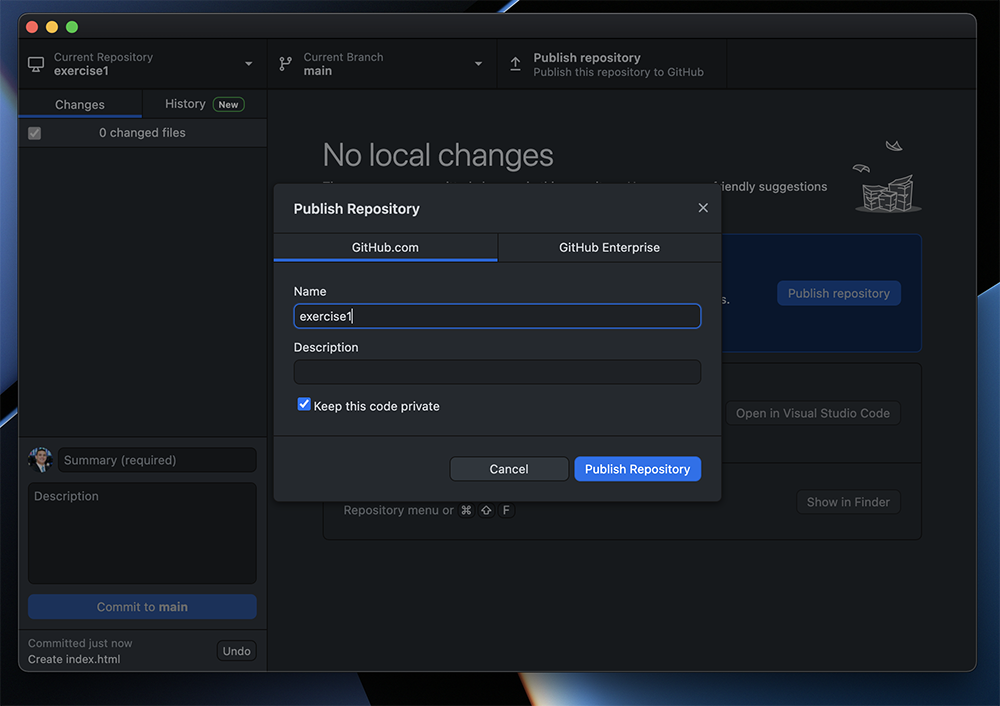 Current Repository
exercise1
Current Branch
main
Publish repository
Publish this repository to GitHub
Changes
History New
0 changed files
No local changes
iendly suggestions
Publish Repository
GitHub.com
GitHub Enterprise
Name
exercise1
s.
Publish repository
Description
Keep this code private
Open in Visual Studio Code
Cancel
Publish Repository
Summary (required)
Description
Show in Finder
Repository menu or ⌘ ⇧ F
Commit to main
Committed just now
Create index.html
Undo